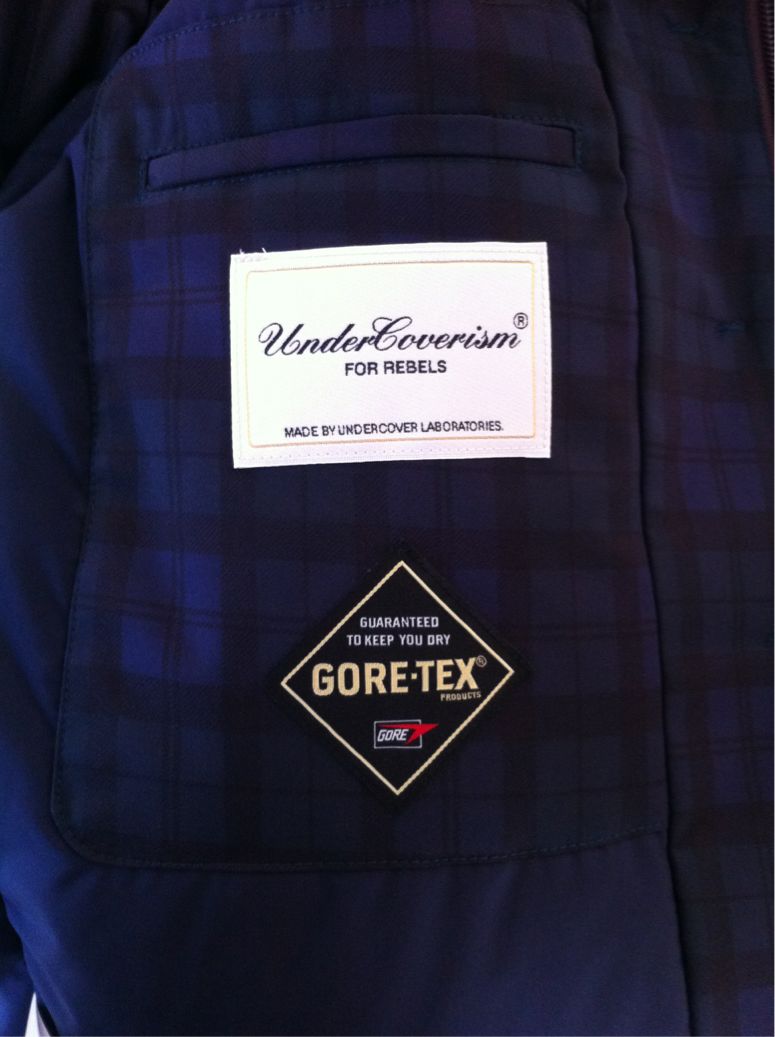 UnderCoverism®
FOR REBELS
MADE BY UNDERCOVER LABORATORIES.
GUARANTEED
TO KEEP YOU DRY
GORE-TEX®
PRODUCTS
GORE